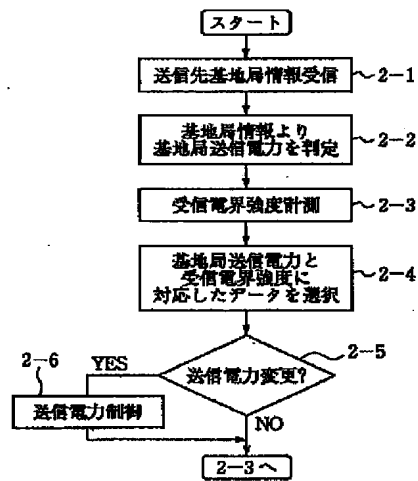 スタート
送信先基地局情報受信
2-1
基地局情報より
基地局送信電力を判定
2-2
受信電界強度計測
2-3
基地局送信電力と
受信電界強度に
対応したデータを選択
2-4
送信電力変更?
2-5
YES
2-6
送信電力制御
NO
2-3へ